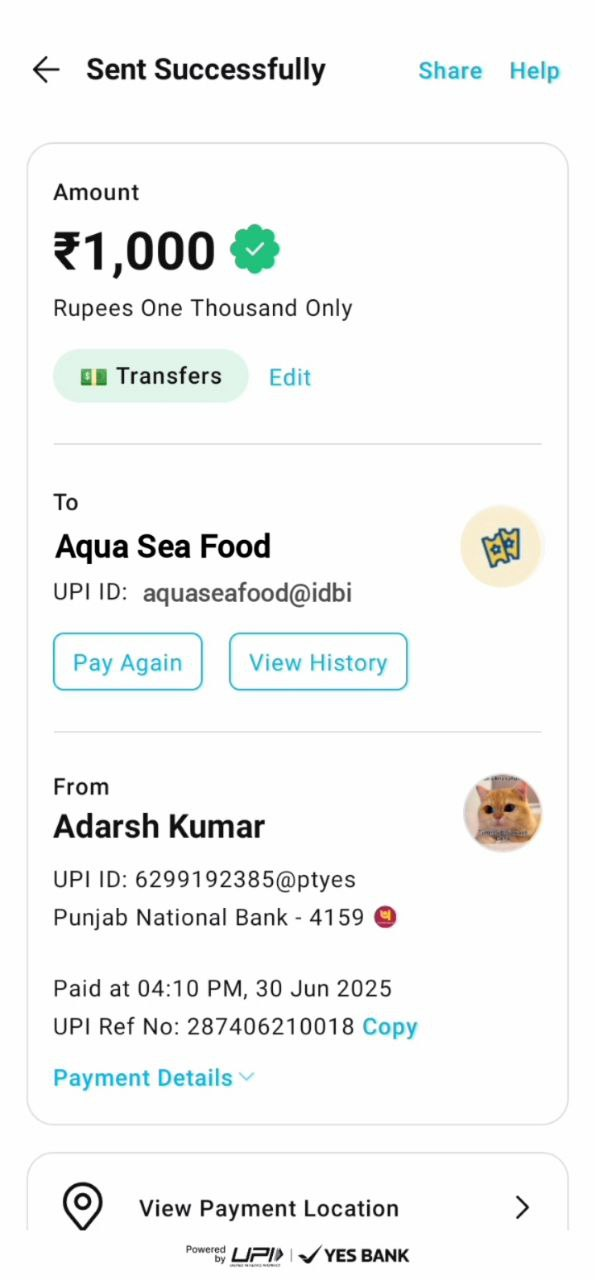 Sent Successfully Share Help
Amount
₹1,000
Rupees One Thousand Only
Transfers Edit
To
Aqua Sea Food
UPI ID: aquaseafood@idbi
Pay Again View History
From
Adarsh Kumar
UPI ID: 6299192385@ptyes
Punjab National Bank - 4159
Paid at 04:10 PM, 30 Jun 2025
UPI Ref No: 287406210018 Copy
Payment Details
View Payment Location
Powered by UPI | YES BANK